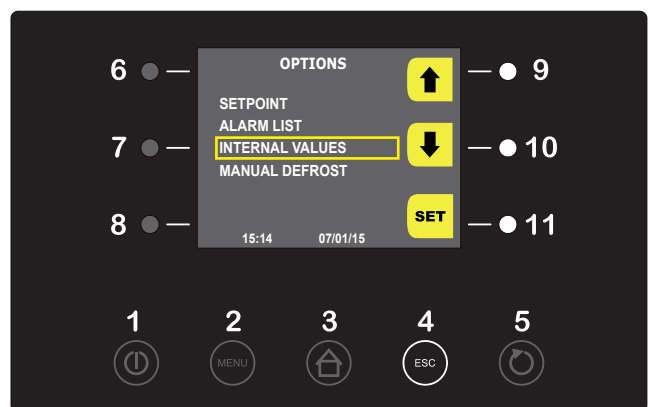 OPTIONS
6
9
SETPOINT
ALARM LIST
7
INTERNAL VALUES
10
MANUAL DEFROST
8
SET
11
15:14 07/01/15
1 2 3 4 5
MENU ESC